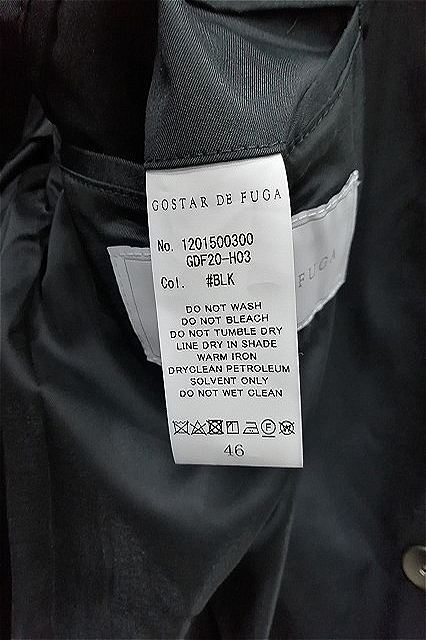 GOSTAR DE FUGA
No. 1201500300
GDF20-H03
Col. #BLK
DO NOT WASH
DO NOT BLEACH
DO NOT TUMBLE DRY
LINE DRY IN SHADE
WARM IRON
DRYCLEAN PETROLEUM
SOLVENT ONLY
DO NOT WET CLEAN
F W
46
FUGA